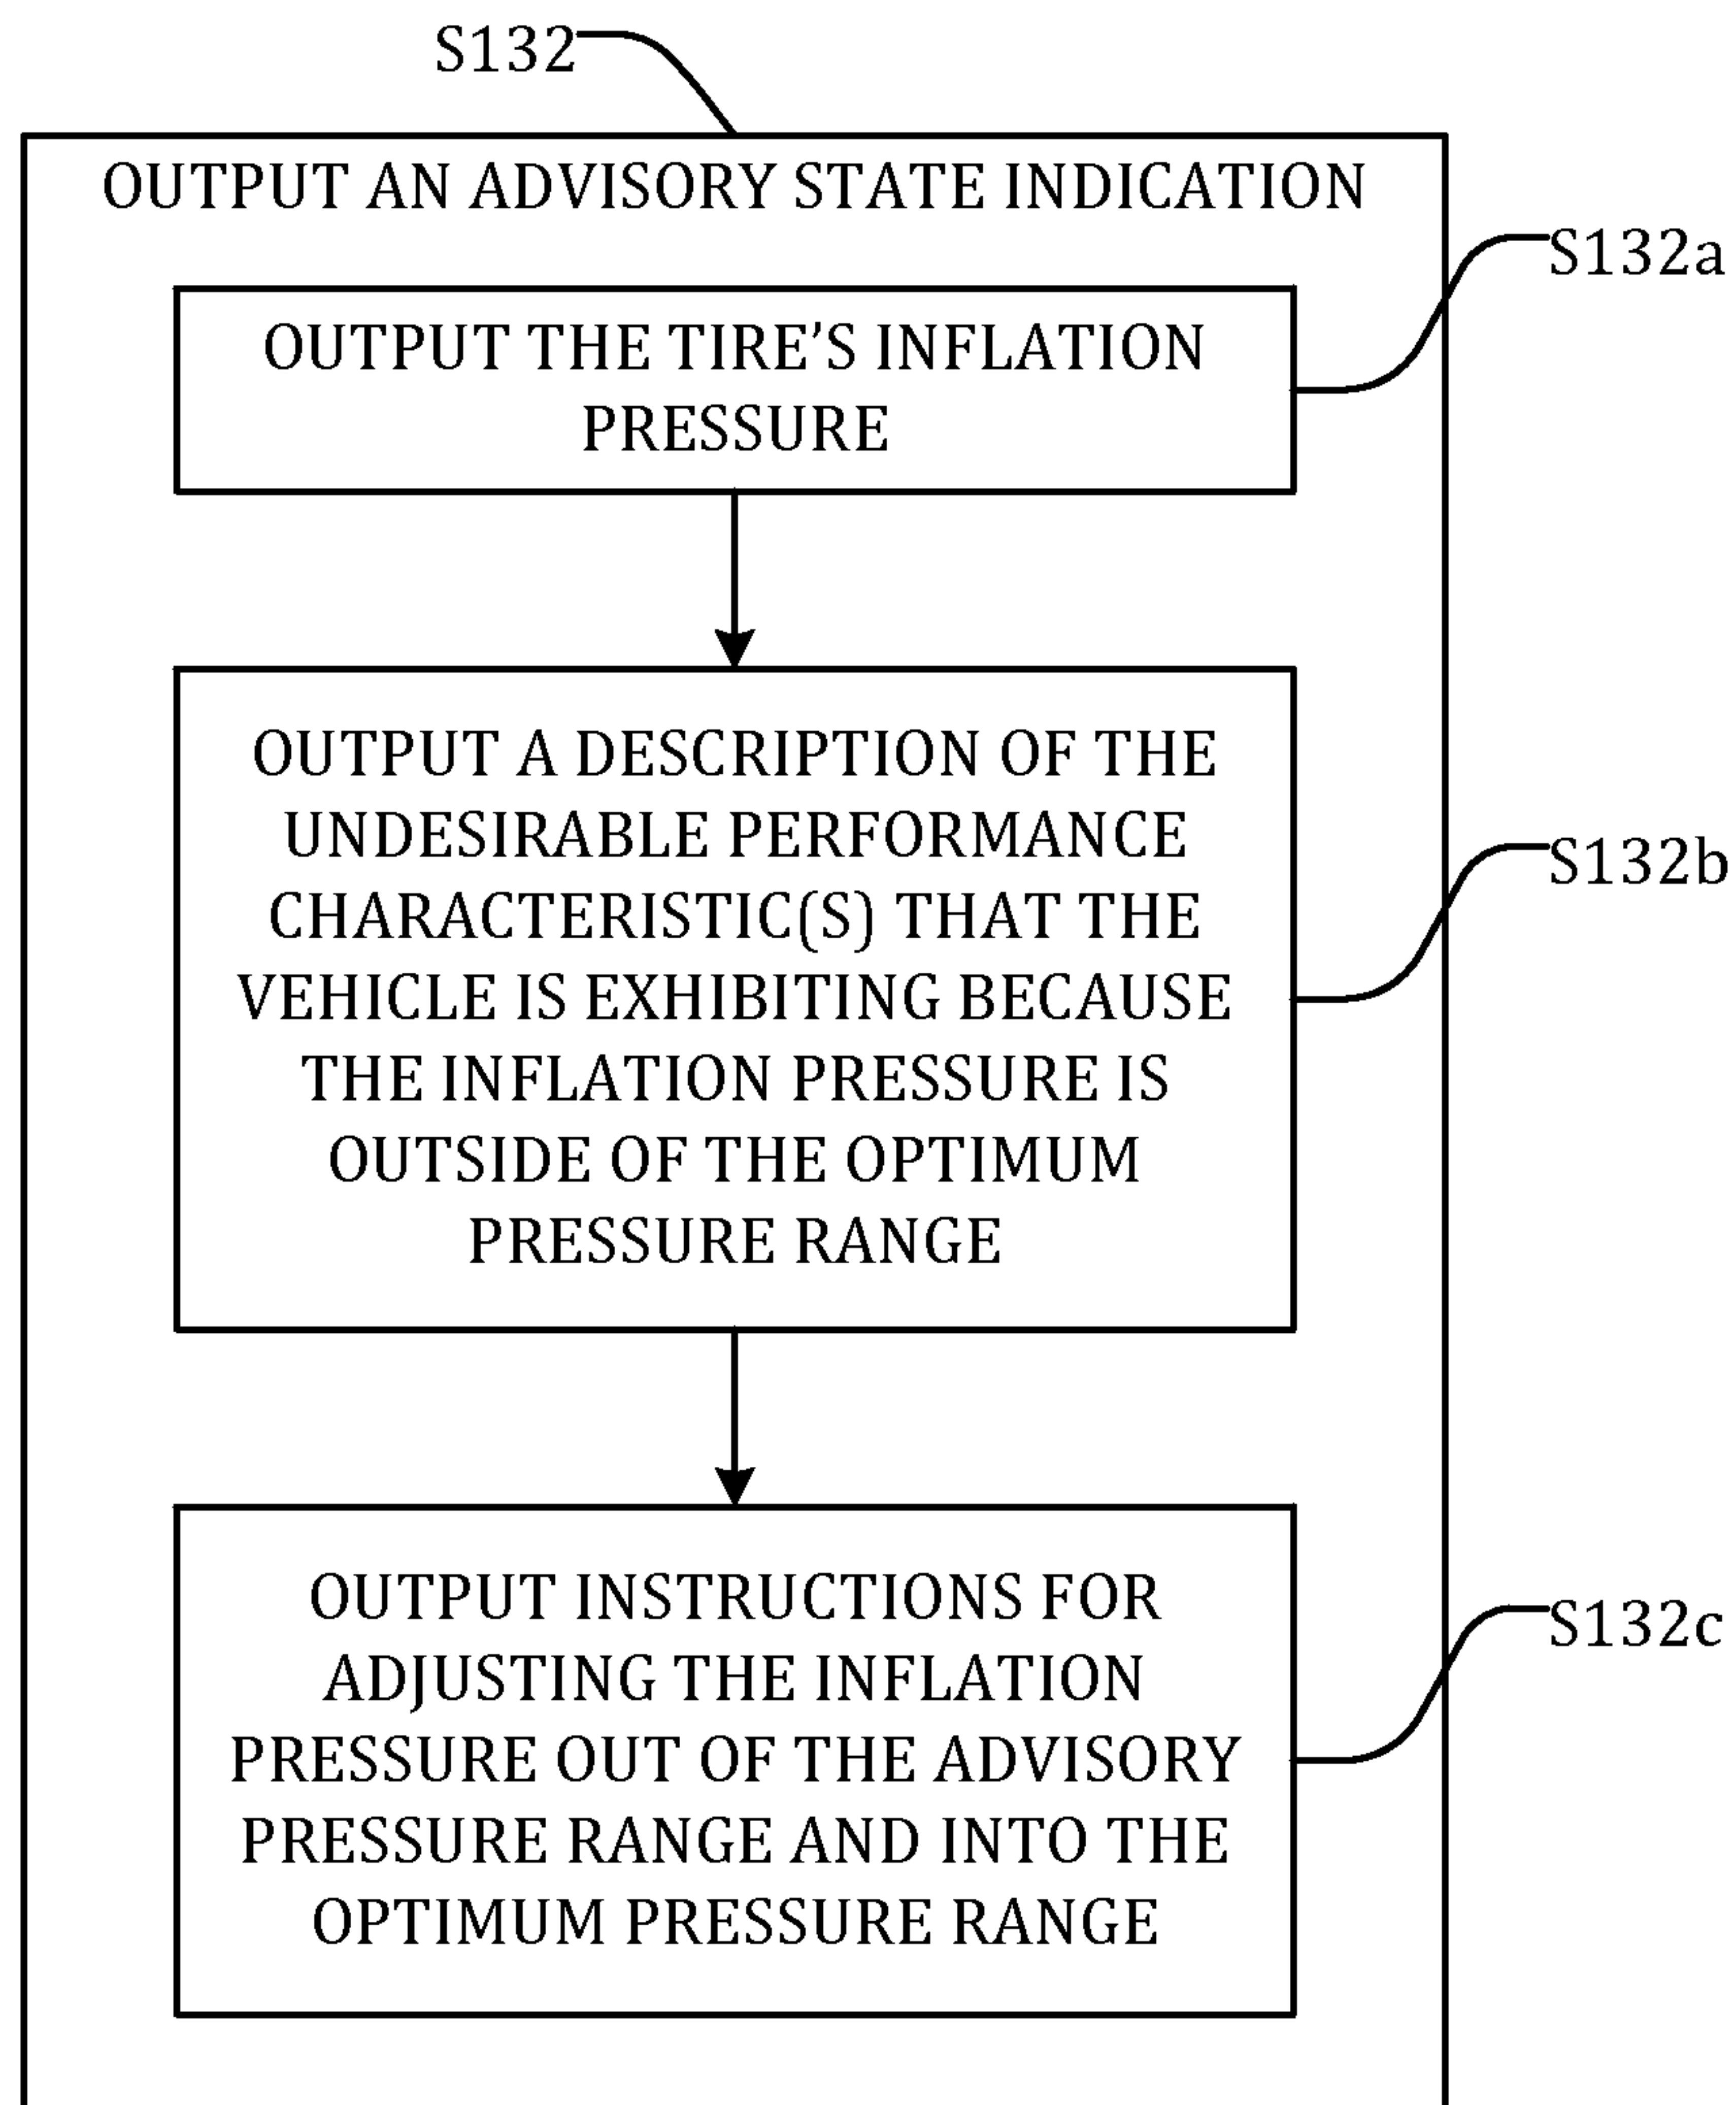 S132
OUTPUT AN ADVISORY STATE INDICATION
S132a
OUTPUT THE TIRE'S INFLATION
PRESSURE
OUTPUT A DESCRIPTION OF THE
UNDESIRABLE PERFORMANCE
S132b
CHARACTERISTIC(S) THAT THE
VEHICLE IS EXHIBITING BECAUSE
THE INFLATION PRESSURE IS
OUTSIDE OF THE OPTIMUM
PRESSURE RANGE
OUTPUT INSTRUCTIONS FOR
S132c
ADJUSTING THE INFLATION
PRESSURE OUT OF THE ADVISORY
PRESSURE RANGE AND INTO THE
OPTIMUM PRESSURE RANGE